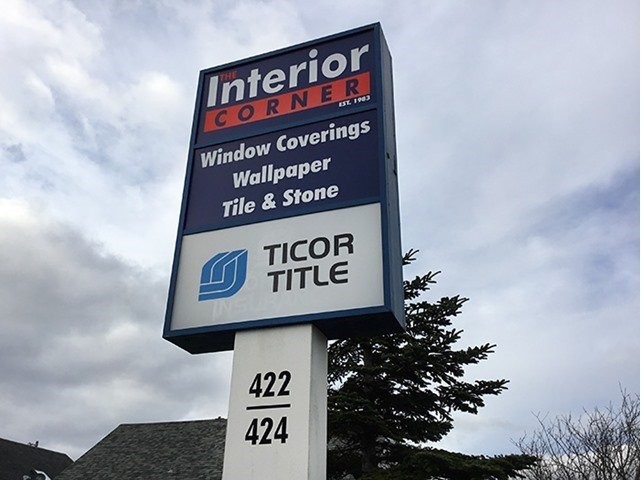 THE
Interior
CORNER
EST. 1983
Window Coverings
Wallpaper
Tile & Stone
TICOR
TITLE
422
424